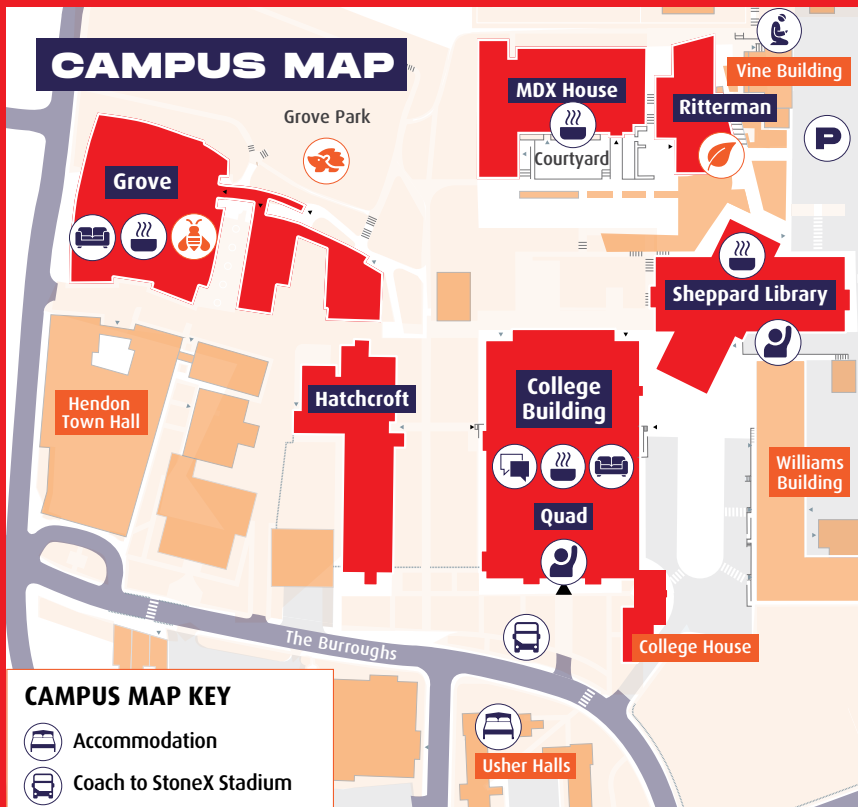 CAMPUS MAP
MDX House
Vine Building
Ritterman
Grove Park
P
Courtyard
Grove
Sheppard Library
Hatchcroft
College
Building
Hendon
Town Hall
Williams
Building
Quad
The Burroughs
College House
CAMPUS MAP KEY
Accommodation
Usher Halls
Coach to StoneX Stadium